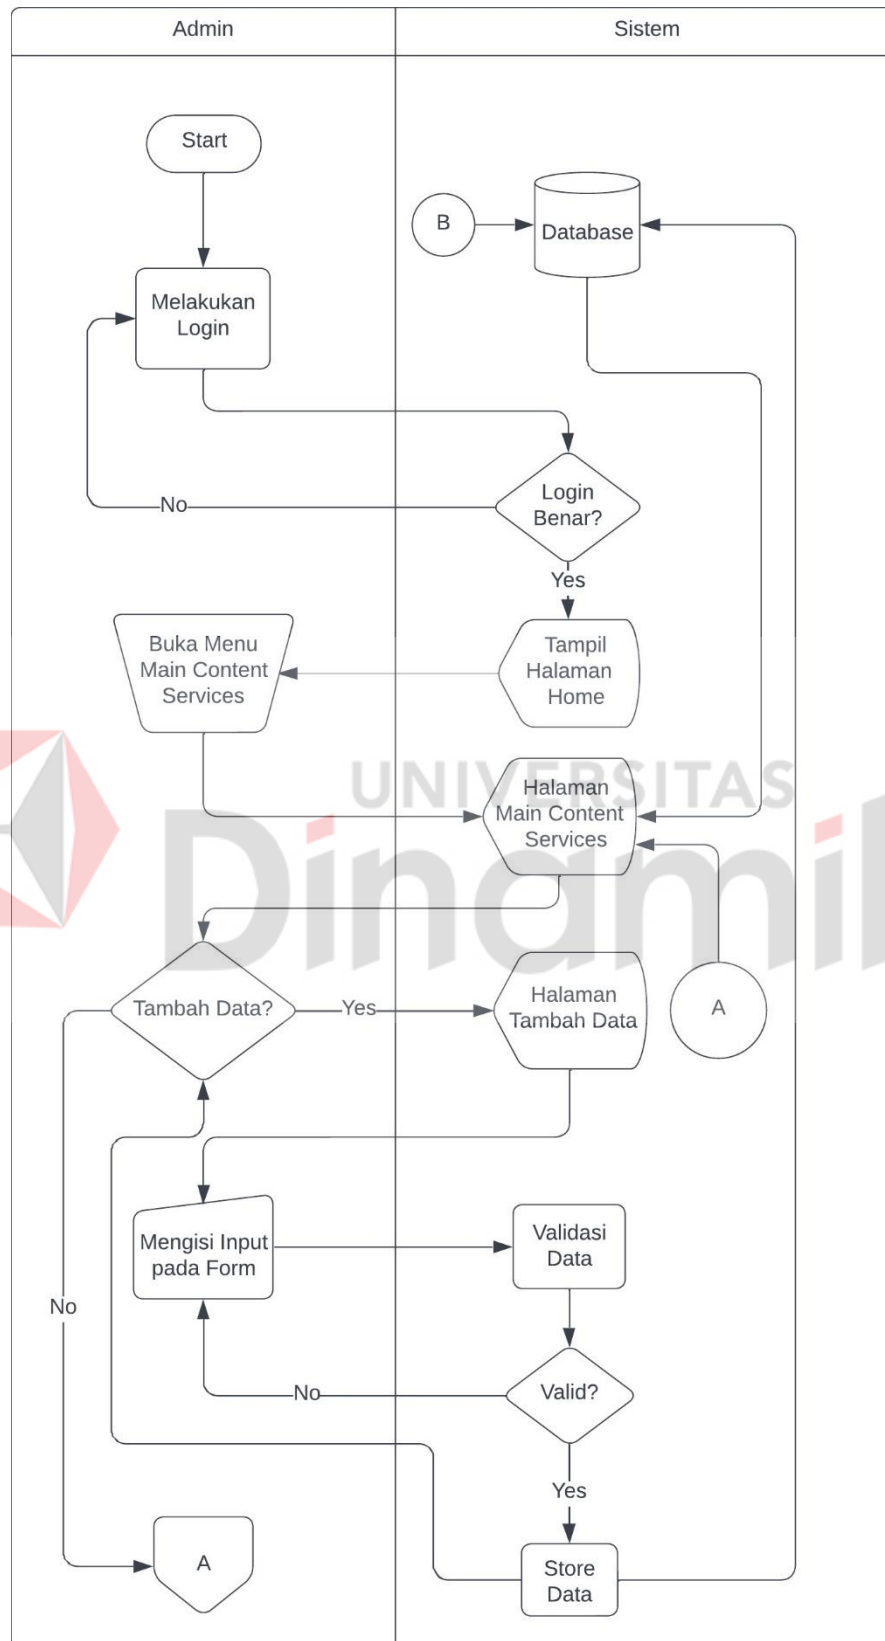 Admin
Sistem
Start
B
Database
Melakukan
Login
Login
Benar?
No
Yes
Buka Menu
Main Content
Services
Tampil
Halaman
Home
UNIVERSITAS
Halaman
Main Content
Services
Tambah Data?
Yes
Halaman
Tambah Data
A
Mengisi Input
pada Form
Validasi
Data
No
No
Valid?
Yes
A
Store
Data